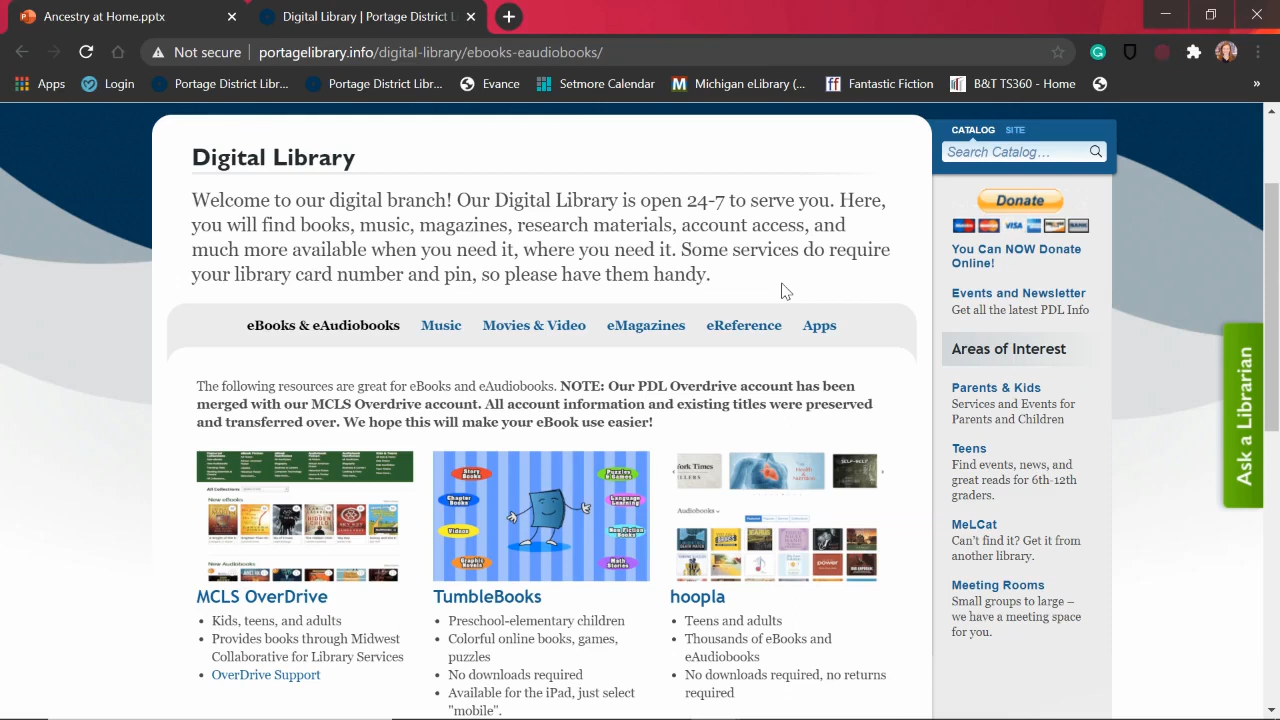 Ancestry at Home.pptx
Digital Library | Portage District L
Not secure
portagelibrary.info/digital-library/ebooks-eaudiobooks/
Apps
Login
Portage District Libr...
Portage District Libr...
Evance
Setmore Calendar
Michigan eLibrary (...
Fantastic Fiction
B&T TS360 - Home
»
CATALOG SITE
Search Catalog...
Digital Library
Welcome to our digital branch! Our Digital Library is open 24-7 to serve you. Here,
you will find books, music, magazines, research materials, account access, and
much more available when you need it, where you need it. Some services do require
your library card number and pin, so please have them handy.
eBooks & eAudiobooks Music Movies & Video eMagazines eReference Apps
The following resources are great for eBooks and eAudiobooks. NOTE: Our PDL Overdrive account has been
merged with our MCLS Overdrive account. All account information and existing titles were preserved
and transferred over. We hope this will make your eBook use easier!
New eBooks
Story Books
Chapter Books
Videos
Puzzles & Games
Language Learning
Non Fiction Books
York Times
SELF-HELP
Audiobooks
MCLS OverDrive
• Kids, teens, and adults
• Provides books through Midwest
Collaborative for Library Services
• OverDrive Support
TumbleBooks
• Preschool-elementary children
• Colorful online books, games,
puzzles
• No downloads required
• Available for the iPad, just select
"mobile".
hoopla
• Teens and adults
• Thousands of eBooks and
eAudiobooks
• No downloads required, no returns
required
Donate
VISA
BANK
You Can NOW Donate
Online!
Events and Newsletter
Get all the latest PDL Info
Areas of Interest
Parents & Kids
Services and Events for
Parents and Children
Teens
Find events, news, and
great reads for 6th-12th
graders.
MeLCat
Can't find it? Get it from
another library.
Meeting Rooms
Small groups to large –
we have a meeting space
for you.
Ask a Librarian